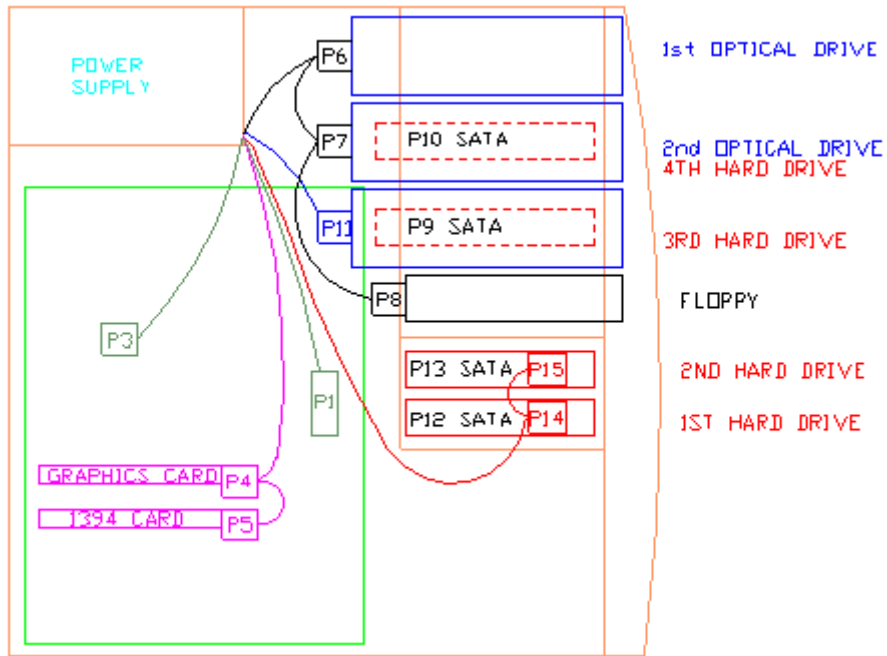 POWER
SUPPLY
P6
1st OPTICAL DRIVE
P7
P10 SATA
2nd OPTICAL DRIVE
4TH HARD DRIVE
P11
P9 SATA
3RD HARD DRIVE
P8
FLOPPY
P3
P13 SATA
P15
2ND HARD DRIVE
P1
P12 SATA
P14
1ST HARD DRIVE
GRAPHICS CARD
P4
1394 CARD
P5